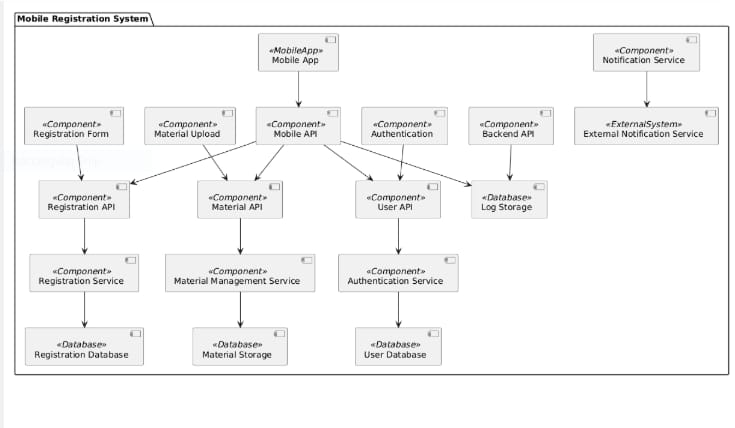 Mobile Registration System
«MobileApp»
Mobile App
«Component»
Notification Service
«Component»
Registration Form
«Component»
Material Upload
«Component»
Mobile API
«Component»
Authentication
«Component»
Backend API
«ExternalSystem»
External Notification Service
«Component»
Registration API
«Component»
Material API
«Component»
User API
«Database»
Log Storage
«Component»
Registration Service
«Component»
Material Management Service
«Component»
Authentication Service
«Database»
Registration Database
«Database»
Material Storage
«Database»
User Database